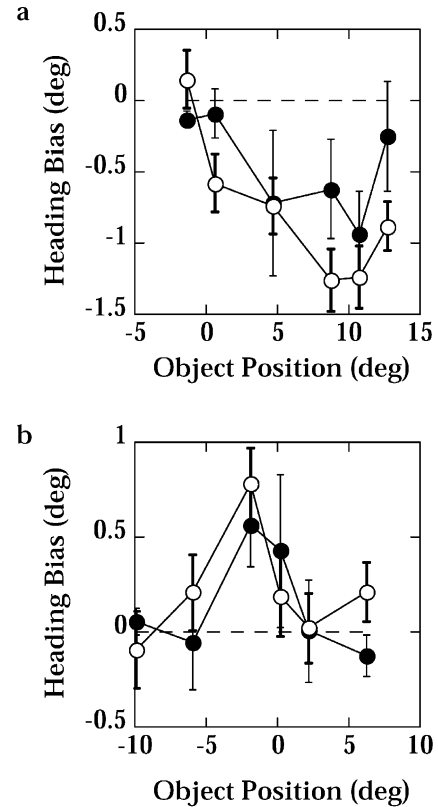 a
0.5
0
-0.5
-1
-1.5
Heading Bias (deg)
-5 0 5 10 15
Object Position (deg)
b
1
0.5
0
-0.5
Heading Bias (deg)
-10 -5 0 5 10
Object Position (deg)